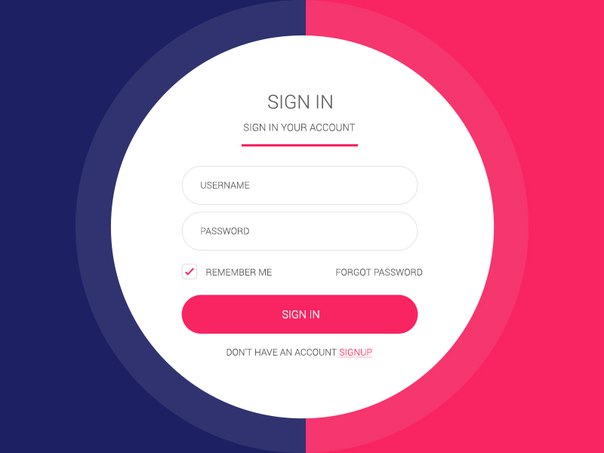 SIGN IN
SIGN IN YOUR ACCOUNT
USERNAME
PASSWORD
REMEMBER ME FORGOT PASSWORD
SIGN IN
DON'T HAVE AN ACCOUNT SIGNUP